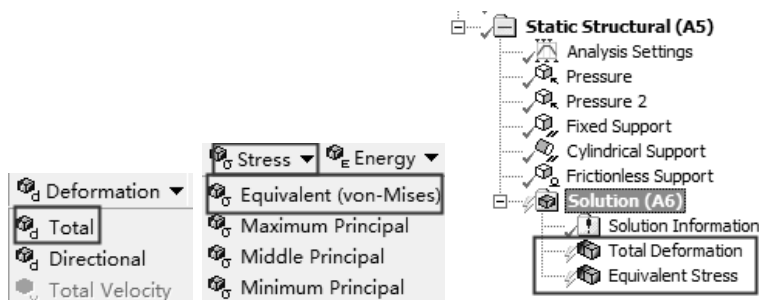 Deformation
Total
Directional
Total Velocity
Stress Energy
Equivalent (von-Mises)
Maximum Principal
Middle Principal
Minimum Principal
Static Structural (A5)
Analysis Settings
Pressure
Pressure 2
Fixed Support
Cylindrical Support
Frictionless Support
Solution (A6)
Solution Information
Total Deformation
Equivalent Stress